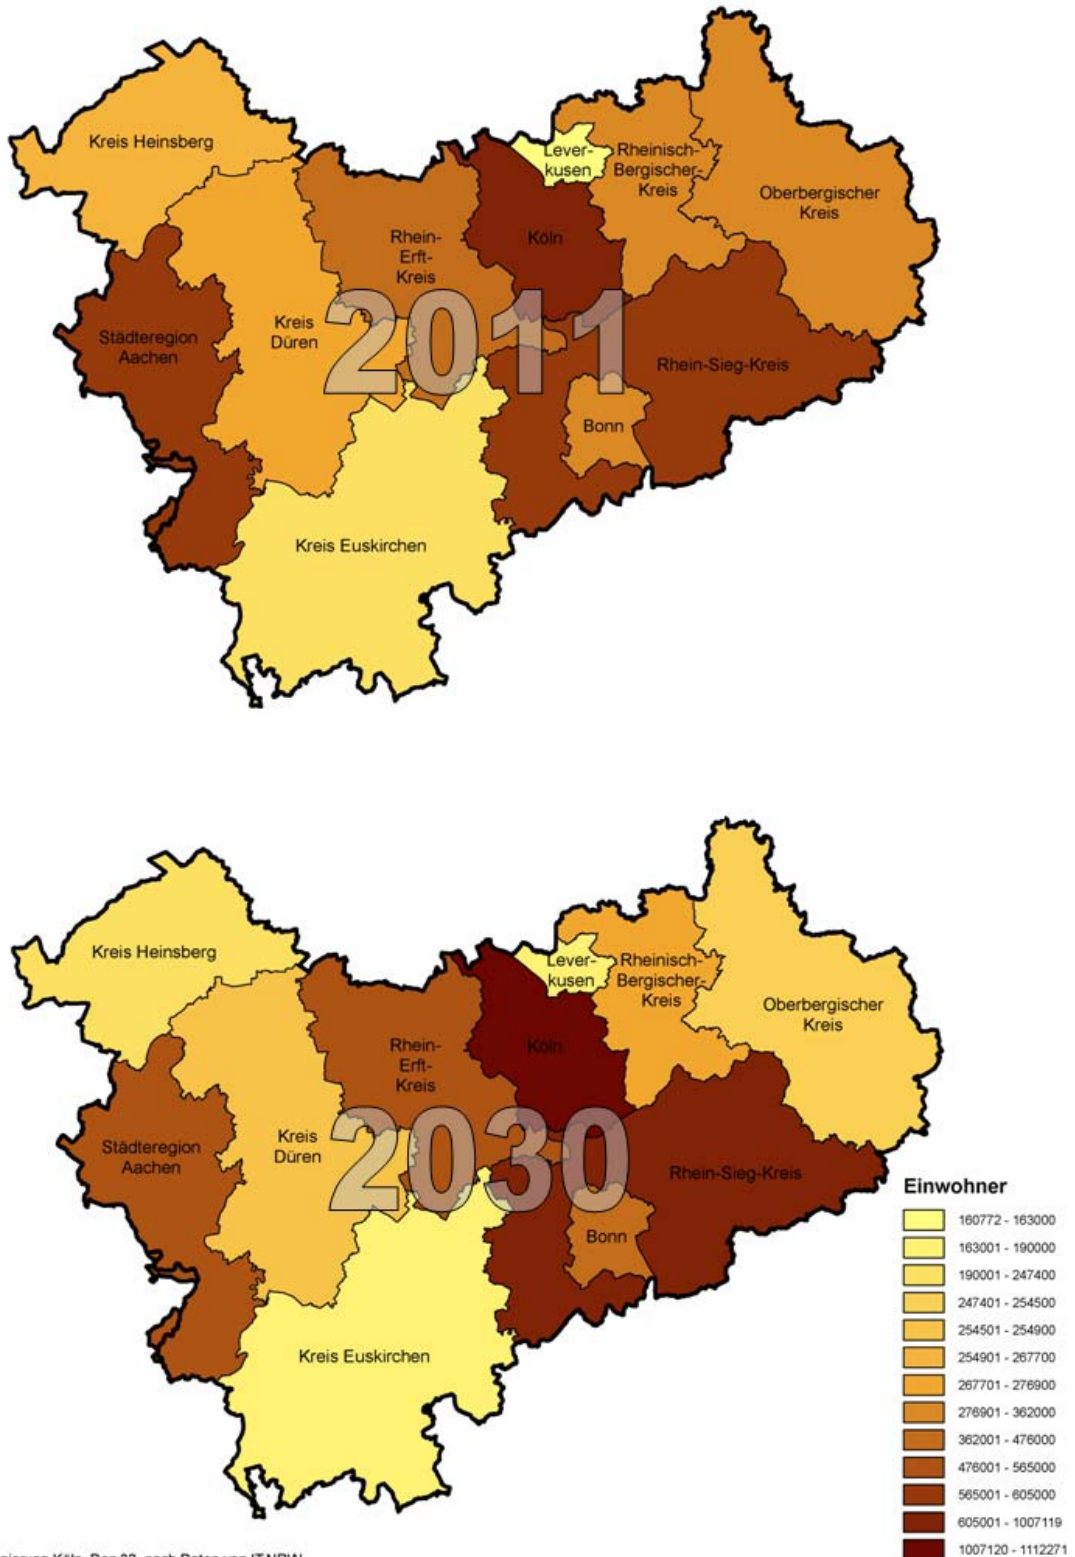 Kreis Heinsberg
Lever-
kusen
Rheinisch-
Bergischer-
Kreis
Oberbergischer
Kreis
Rhein-
Erft-
Kreis
Köln
Städteregion
Aachen
Kreis
Düren
2011
Rhein-Sieg-Kreis
Bonn
Kreis Euskirchen
Kreis Heinsberg
Lever-
kusen
Rheinisch-
Bergischer-
Kreis
Oberbergischer
Kreis
Rhein-
Erft-
Kreis
Köln
Städteregion
Aachen
Kreis
Düren
2030
Rhein-Sieg-Kreis
Bonn
Kreis Euskirchen
Einwohner
160772 - 163000
163001 - 190000
190001 - 247400
247401 - 254500
254501 - 254900
254901 - 267700
267701 - 276900
276901 - 362000
362001 - 476000
476001 - 565000
565001 - 605000
605001 - 1007119
1007120 - 1112271